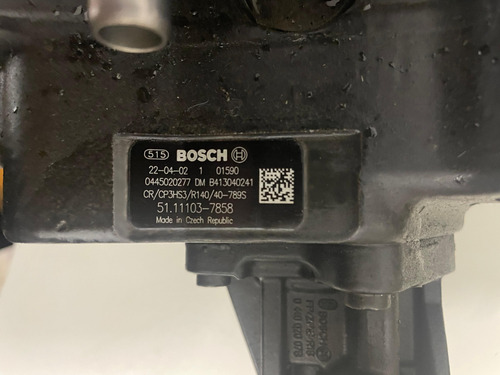 515 BOSCH
22-04-02 1 01590
0445020277 DM B413040241
CR/CP3HS3/R140/40-789S
51.11103-7858
Made in Czech Republic
BOSCH